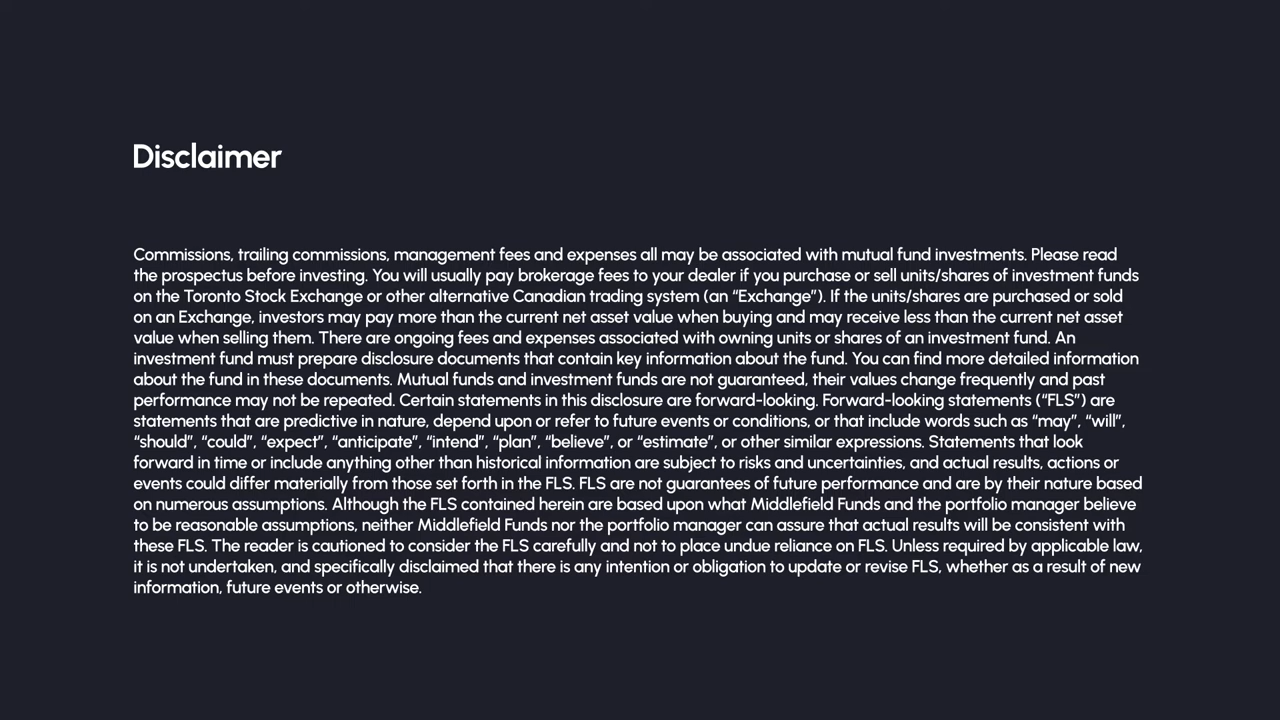 Disclaimer
Commissions, trailing commissions, management fees and expenses all may be associated with mutual fund investments. Please read
the prospectus before investing. You will usually pay brokerage fees to your dealer if you purchase or sell units/shares of investment funds
on the Toronto Stock Exchange or other alternative Canadian trading system (an “Exchange”). If the units/shares are purchased or sold
on an Exchange, investors may pay more than the current net asset value when buying and may receive less than the current net asset
value when selling them. There are ongoing fees and expenses associated with owning units or shares of an investment fund. An
investment fund must prepare disclosure documents that contain key information about the fund. You can find more detailed information
about the fund in these documents. Mutual funds and investment funds are not guaranteed, their values change frequently and past
performance may not be repeated. Certain statements in this disclosure are forward-looking. Forward-looking statements (“FLS”) are
statements that are predictive in nature, depend upon or refer to future events or conditions, or that include words such as “may”, “will”,
“should”, “could”, “expect”, “anticipate”, “intend”, “plan”, “believe”, or “estimate”, or other similar expressions. Statements that look
forward in time or include anything other than historical information are subject to risks and uncertainties, and actual results, actions or
events could differ materially from those set forth in the FLS. FLS are not guarantees of future performance and are by their nature based
on numerous assumptions. Although the FLS contained herein are based upon what Middlefield Funds and the portfolio manager believe
to be reasonable assumptions, neither Middlefield Funds nor the portfolio manager can assure that actual results will be consistent with
these FLS. The reader is cautioned to consider the FLS carefully and not to place undue reliance on FLS. Unless required by applicable law,
it is not undertaken, and specifically disclaimed that there is any intention or obligation to update or revise FLS, whether as a result of new
information, future events or otherwise.